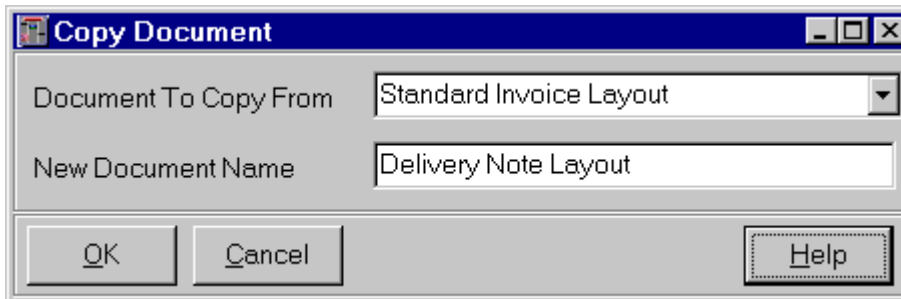 Copy Document
Document To Copy From Standard Invoice Layout
New Document Name Delivery Note Layout
OK Cancel Help